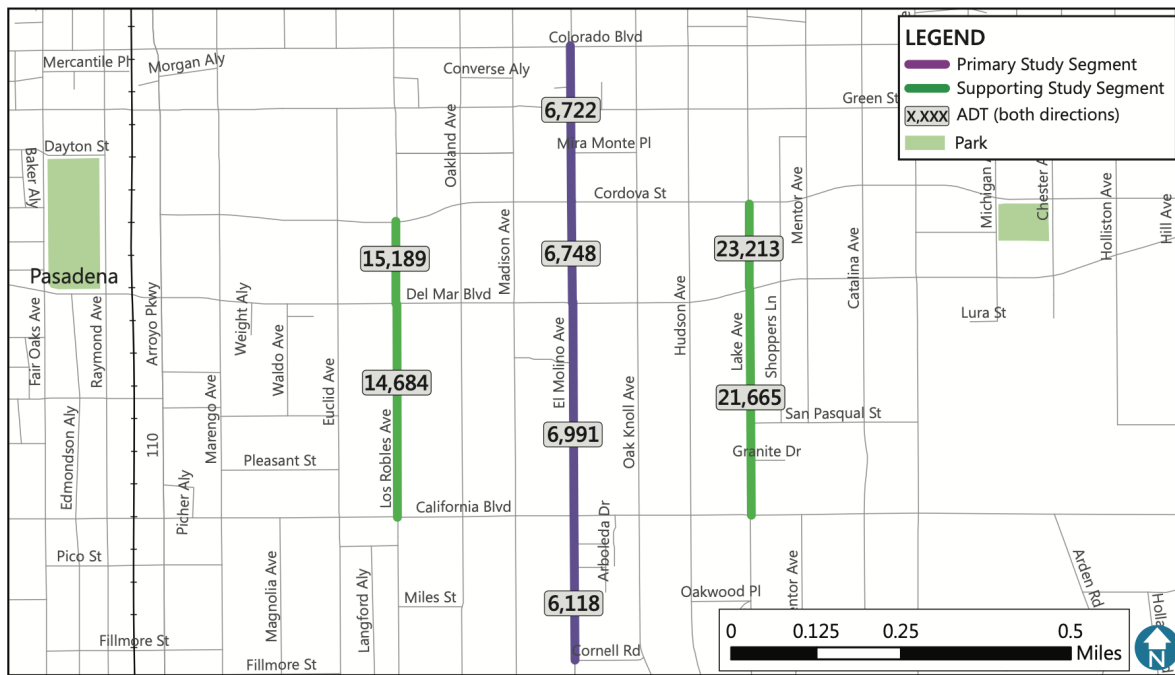 Colorado Blvd
LEGEND
Primary Study Segment
Supporting Study Segment
X,XXX ADT (both directions)
Park
Mercantile Pl
Morgan Aly
Converse Aly
Green St
6,722
Mira Monte Pl
Dayton St
Baker Aly
Oakland Ave
Cordova St
Mentor Ave
Michigan A
Chester A
Holliston Ave
Hill Ave
15,189
Madison Ave
6,748
23,213
Catalina Ave
Pasadena
Del Mar Blvd
Fair Oaks Ave
Raymond Ave
Arroyo Pkwy
Weight Aly
Waldo Ave
Euclid Ave
El Molino Ave
Hudson Ave
Lake Ave
Shoppers Ln
Lura St
14,684
21,665
San Pasqual St
Marengo Ave
Los Robles Ave
6,991
Oak Knoll Ave
Granite Dr
Edmondson Aly
110
Pleasant St
Picher Aly
California Blvd
Pico St
Magnolia Ave
Langford Aly
Miles St
Arboleda Dr
6,118
Oakwood Pl
entor Ave
Arden Rd
Holla
Fillmore St
Fillmore St
Cornell Rd
0 0.125 0.25 0.5
Miles
N